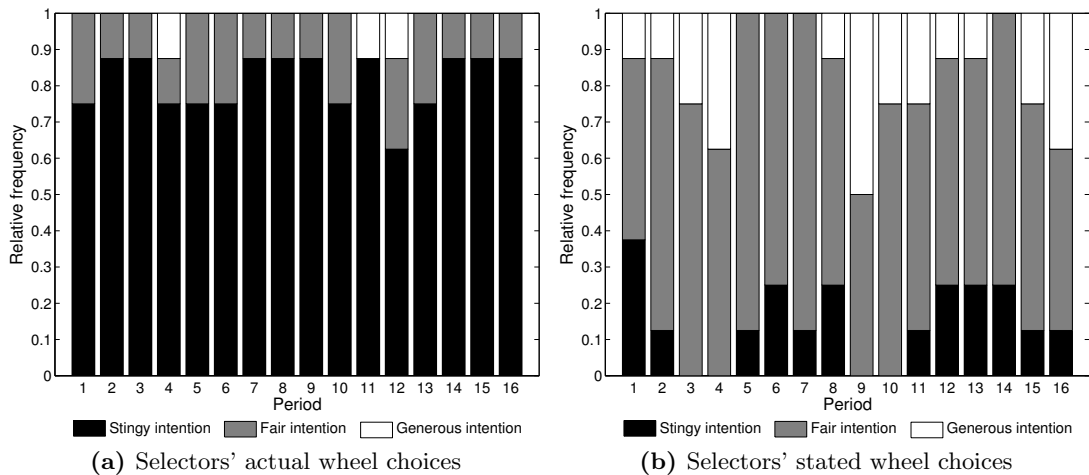 1
0.9
0.8
0.7
0.6
0.5
0.4
0.3
0.2
0.1
0
Relative frequency
1 2 3 4 5 6 7 8 9 10 11 12 13 14 15 16
Period
Stingy intention Fair intention Generous intention
(a) Selectors' actual wheel choices
1
0.9
0.8
0.7
0.6
0.5
0.4
0.3
0.2
0.1
0
Relative frequency
1 2 3 4 5 6 7 8 9 10 11 12 13 14 15 16
Period
Stingy intention Fair intention Generous intention
(b) Selectors' stated wheel choices